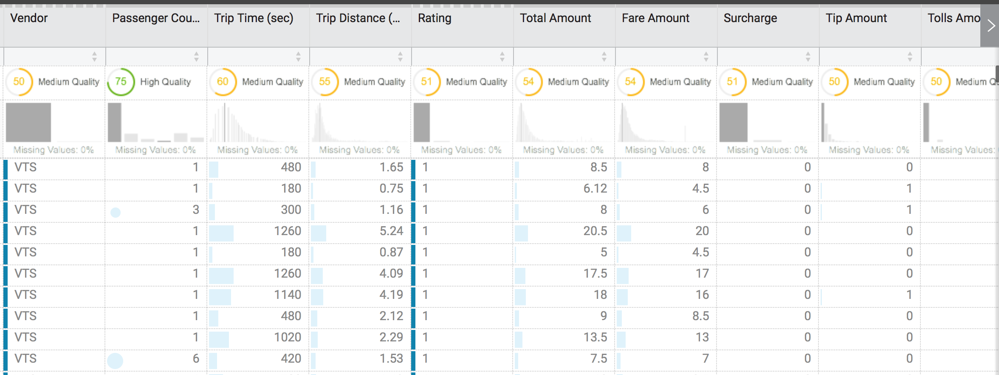 Vendor Passenger Cou... Trip Time (sec) Trip Distance (... Rating Total Amount Fare Amount Surcharge Tip Amount Tolls Amo
50 Medium Quality 75 High Quality 60 Medium Quality 55 Medium Quality 51 Medium Quality 54 Medium Quality 54 Medium Quality 51 Medium Quality 50 Medium Quality 50 Medium Qu
Missing Values: 0% Missing Values: 0% Missing Values: 0% Missing Values: 0% Missing Values: 0% Missing Values: 0% Missing Values: 0% Missing Values: 0% Missing Values: 0% Missing Values:
VTS 1 480 1.65 1 8.5 8 0 0
VTS 1 180 0.75 1 6.12 4.5 0 1
VTS 3 300 1.16 1 8 6 0 1
VTS 1 1260 5.24 1 20.5 20 0 0
VTS 1 180 0.87 1 5 4.5 0 0
VTS 1 1260 4.09 1 17.5 17 0 0
VTS 1 1140 4.19 1 18 16 0 1
VTS 1 480 2.12 1 9 8.5 0 0
VTS 1 1020 2.29 1 13.5 13 0 0
VTS 6 420 1.53 1 7.5 7 0 0